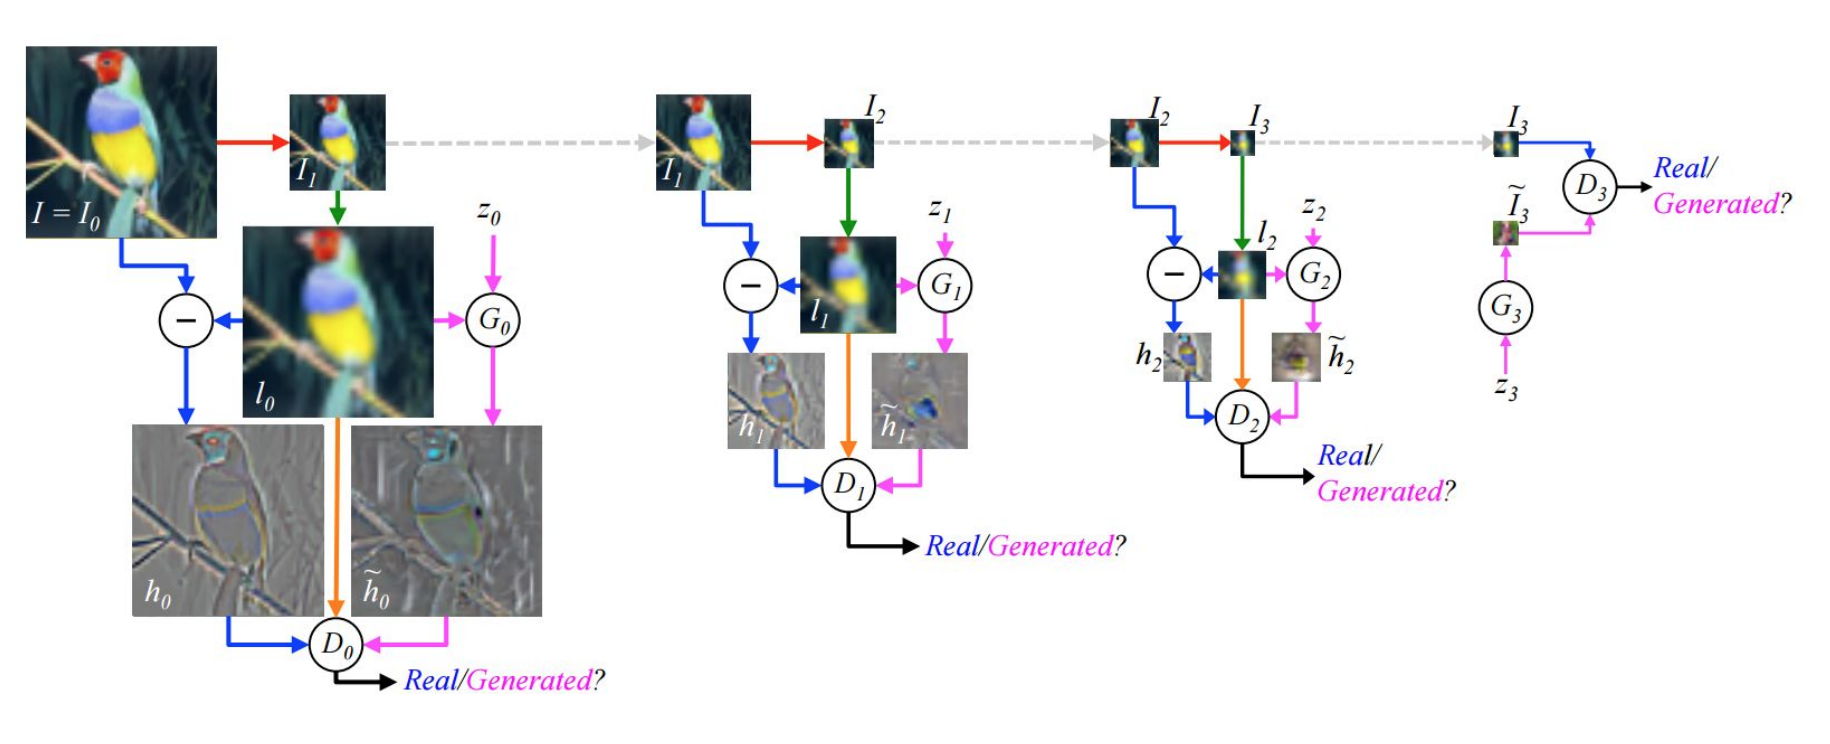 I = I₀
I₁
z₀
−
l₀
G₀
h₀
h̃₀
D₀
Real/Generated?
I₁
I₂
z₁
−
l₁
G₁
h₁
h̃₁
D₁
Real/Generated?
I₂
I₃
z₂
l₂
−
G₂
h₂
h̃₂
D₂
Real/
Generated?
I₃
D₃
Real/
Generated?
Ĩ₃
G₃
z₃